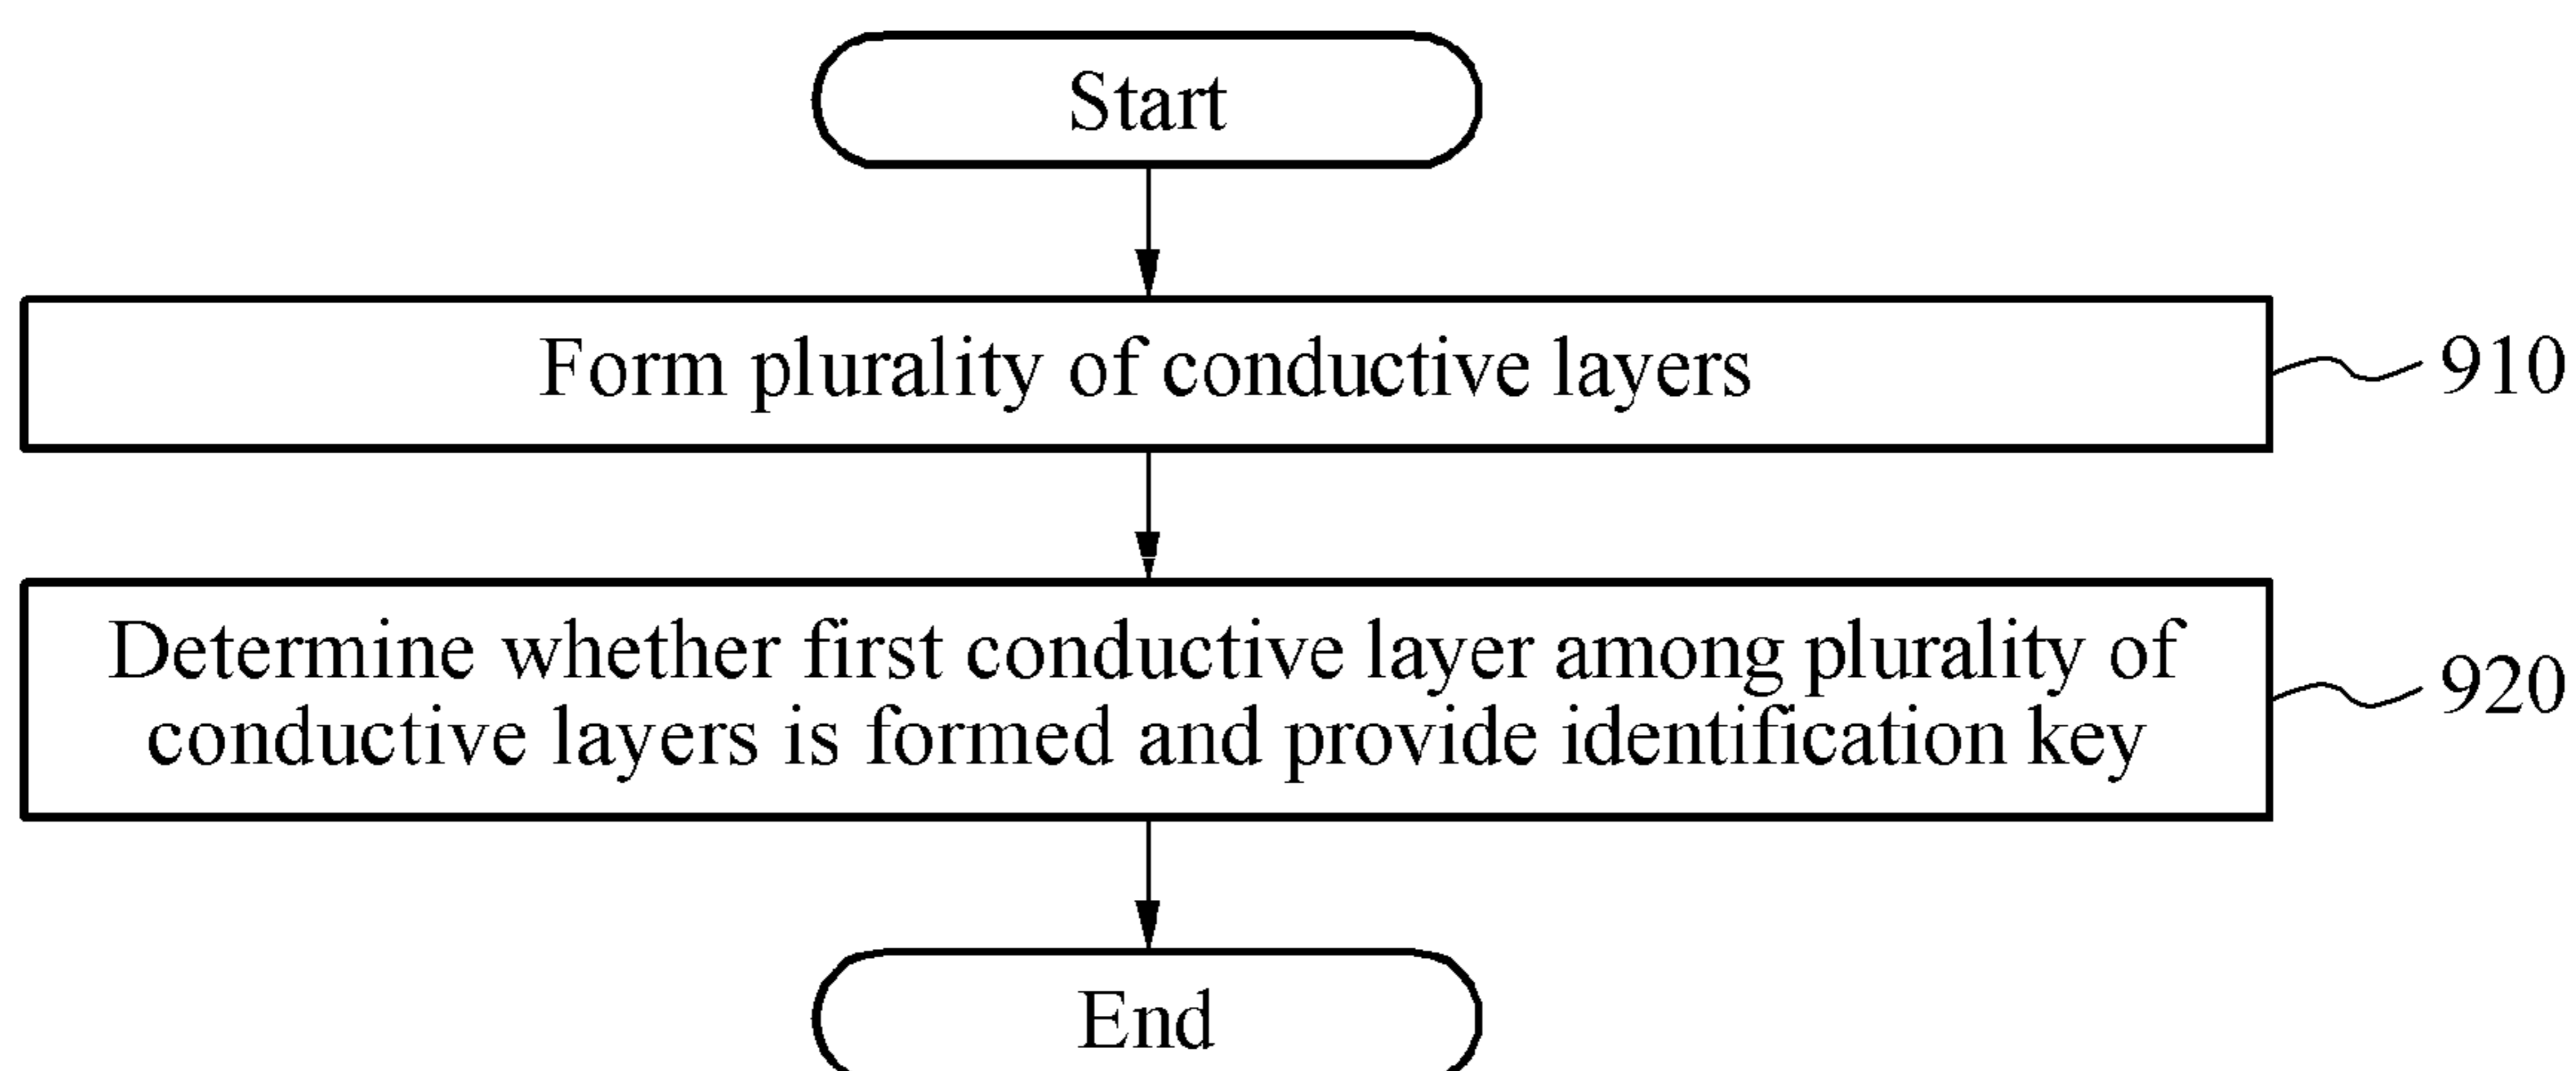 Start
Form plurality of conductive layers
910
Determine whether first conductive layer among plurality of
conductive layers is formed and provide identification key
920
End